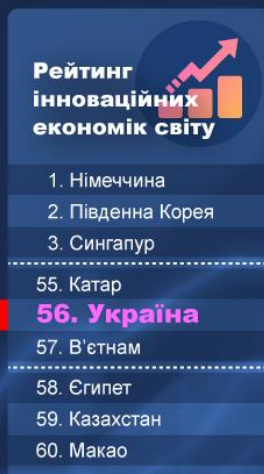 Рейтинг
інноваційних
економік світу
1. Німеччина
2. Південна Корея
3. Сингапур
55. Катар
56. Україна
57. В'єтнам
58. Єгипет
59. Казахстан
60. Макао